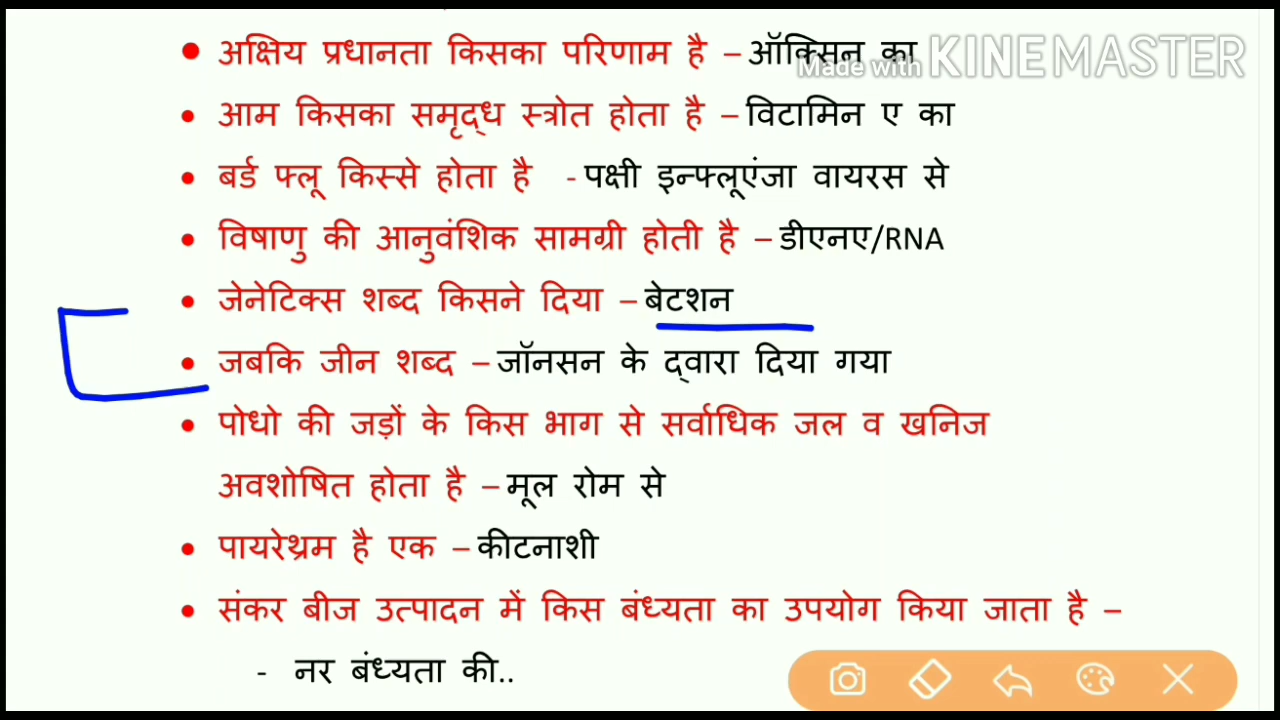 • अक्षिय प्रधानता किसका परिणाम है – ऑक्सिन का
Made with KINEMASTER
• आम किसका समृद्ध स्त्रोत होता है – विटामिन ए का
• बर्ड फ्लू किस्से होता है - पक्षी इन्फ्लूएंजा वायरस से
• विषाणु की आनुवंशिक सामग्री होती है – डीएनए/RNA
• जेनेटिक्स शब्द किसने दिया – बेटशन
• जबकि जीन शब्द – जॉनसन के द्वारा दिया गया
• पोधो की जड़ों के किस भाग से सर्वाधिक जल व खनिज
अवशोषित होता है – मूल रोम से
• पायरेथ्रम है एक – कीटनाशी
• संकर बीज उत्पादन में किस बंध्यता का उपयोग किया जाता है –
- नर बंध्यता की..